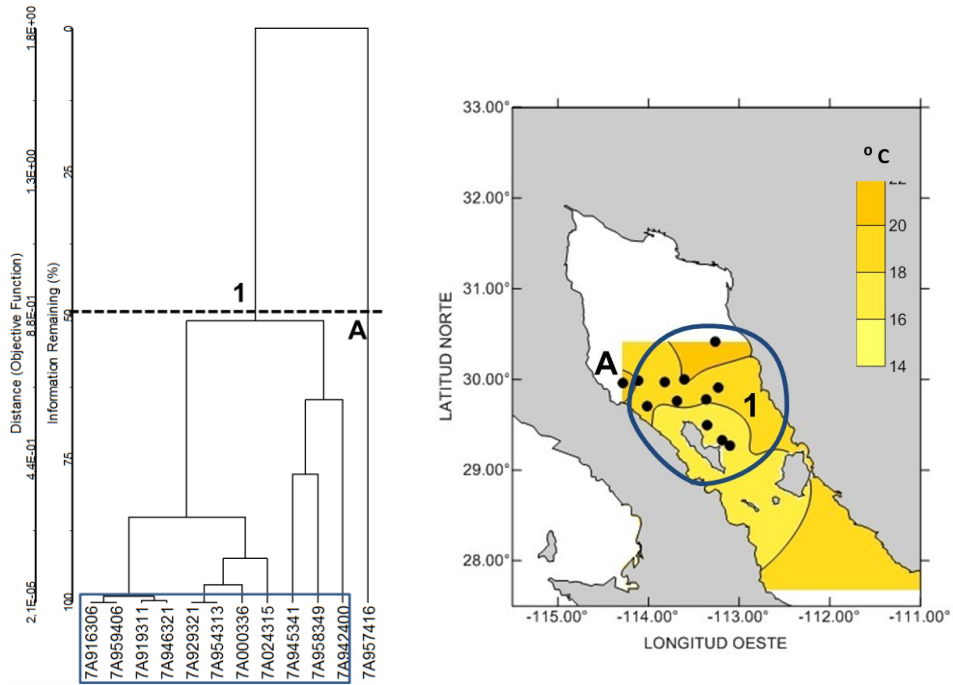 Distance (Objective Function)
1.8E+00
1.3E+00
8.8E-01
4.4E-01
2.1E-05
Information Remaining (%)
0
25
50
75
100
1
A
7A916306
7A959406
7A919311
7A946321
7A929321
7A954313
7A000336
7A024315
7A945341
7A958349
7A942400
7A957416
LATITUD NORTE
33.00°
32.00°
31.00°
30.00°
29.00°
28.00°
º C
22
20
18
16
14
A
1
-115.00°
-114.00°
-113.00°
-112.00°
-111.00°
LONGITUD OESTE